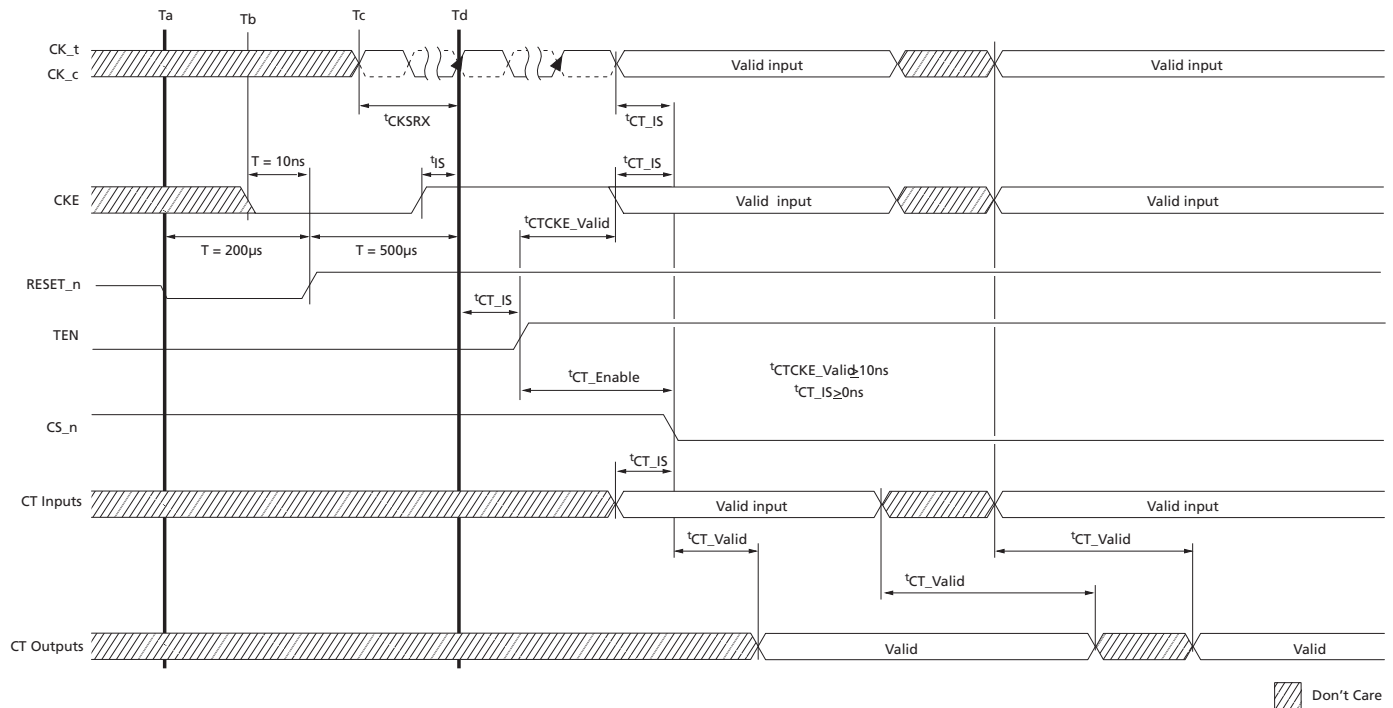 Ta Tb Tc Td
CK_t
CK_c
Valid input Valid input
tCKSRX tCT_IS
T = 10ns tIS tCT_IS
CKE Valid input Valid input
tCTCKE_Valid
T = 200µs T = 500µs
RESET_n
tCT_IS
TEN
tCT_Enable tCTCKE_Valid≥10ns
tCT_IS≥0ns
CS_n
tCT_IS
CT Inputs Valid input Valid input
tCT_Valid tCT_Valid
tCT_Valid
CT Outputs Valid Valid
Don't Care